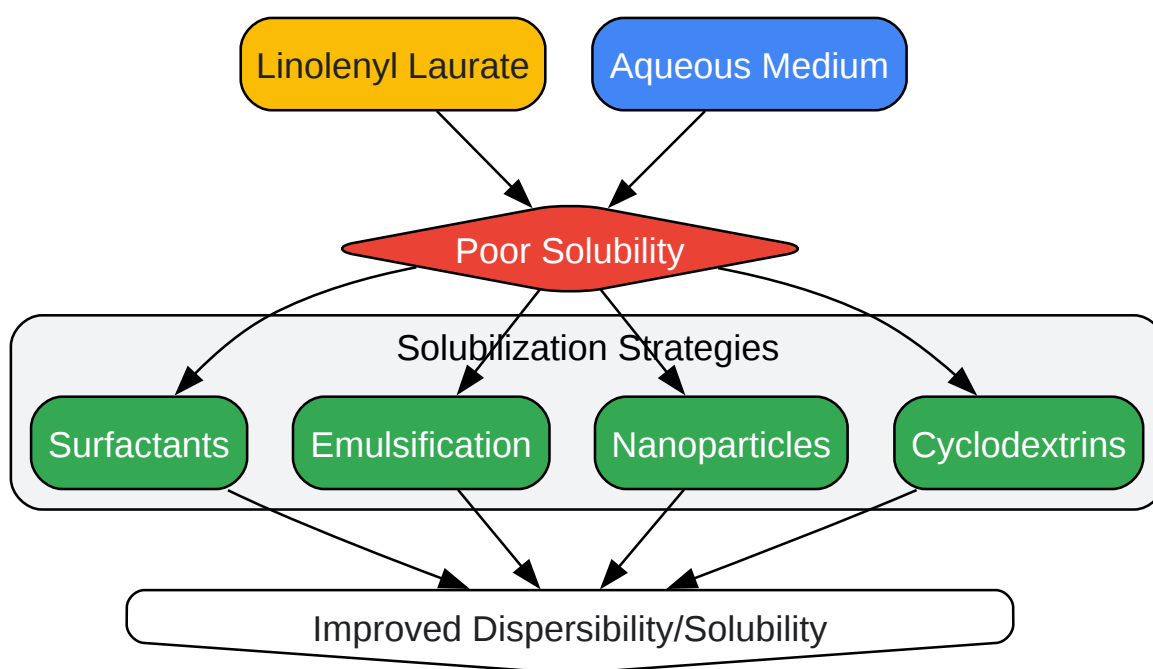 Linolenyl Laurate
Aqueous Medium
Poor Solubility
Solubilization Strategies
Surfactants
Emulsification
Nanoparticles
Cyclodextrins
Improved Dispersibility/Solubility